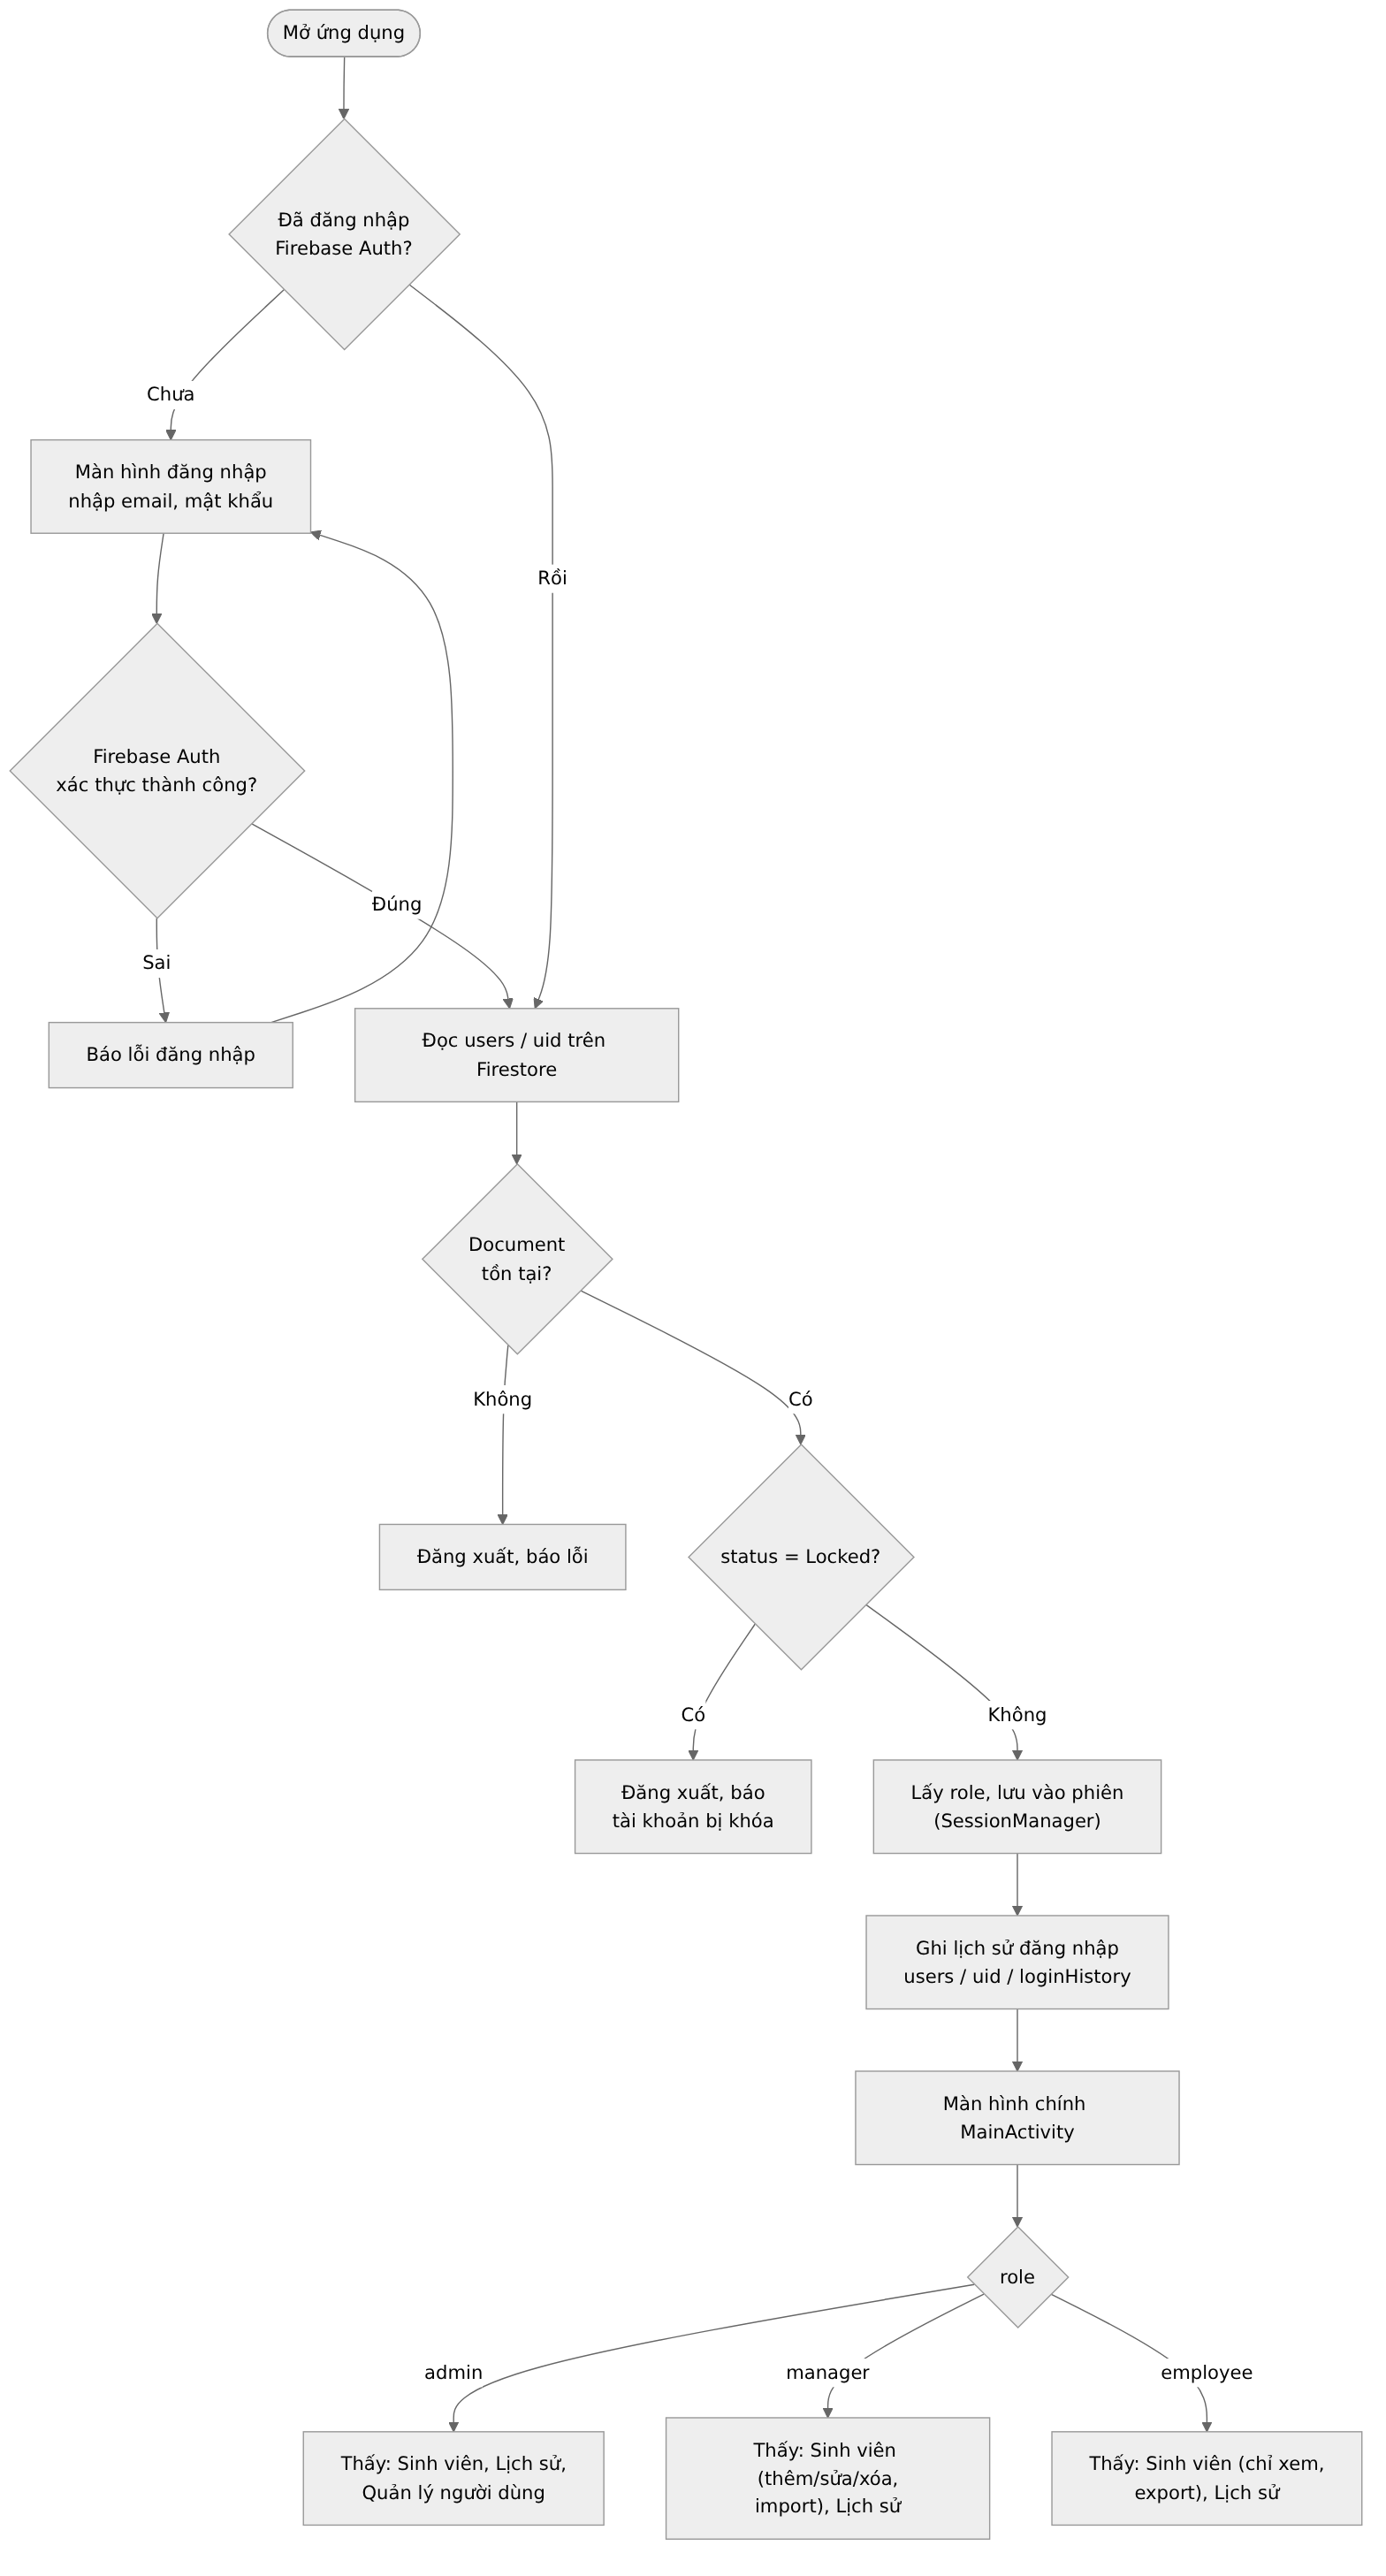 Mở ứng dụng
Đã đăng nhập
Firebase Auth?
Chưa
Màn hình đăng nhập
nhập email, mật khẩu
Rồi
Firebase Auth
xác thực thành công?
Đúng
Sai
Báo lỗi đăng nhập
Đọc users / uid trên
Firestore
Document
tồn tại?
Không
Có
Đăng xuất, báo lỗi
status = Locked?
Có
Không
Đăng xuất, báo
tài khoản bị khóa
Lấy role, lưu vào phiên
(SessionManager)
Ghi lịch sử đăng nhập
users / uid / loginHistory
Màn hình chính
MainActivity
role
admin
manager
employee
Thấy: Sinh viên, Lịch sử,
Quản lý người dùng
Thấy: Sinh viên
(thêm/sửa/xóa,
import), Lịch sử
Thấy: Sinh viên (chỉ xem,
export), Lịch sử